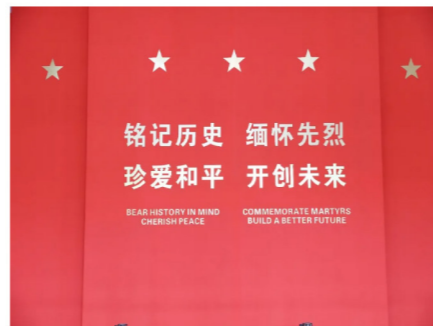 铭记历史 缅怀先烈
珍爱和平 开创未来
BEAR HISTORY IN MIND COMMEMORATE MARTYRS
CHERISH PEACE BUILD A BETTER FUTURE